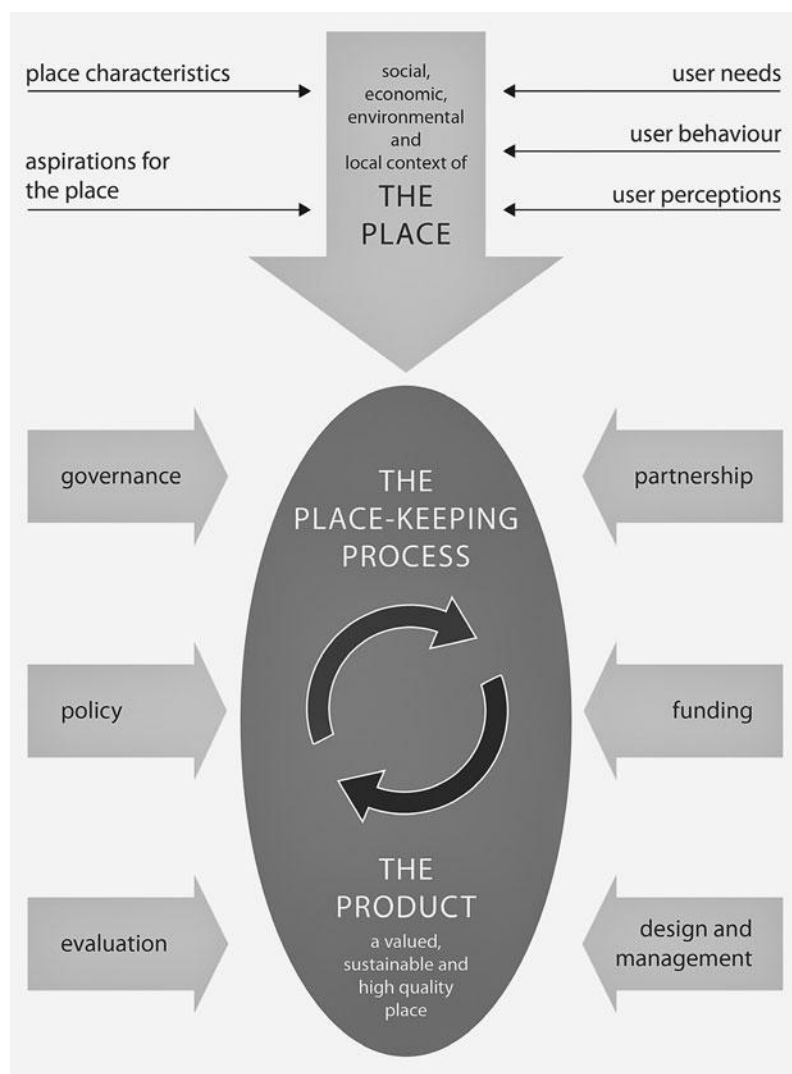 place characteristics
aspirations for
the place
social,
economic,
environmental
and
local context of
THE
PLACE
user needs
user behaviour
user perceptions
governance
policy
evaluation
THE
PLACE-KEEPING
PROCESS
THE
PRODUCT
a valued,
sustainable and
high quality
place
partnership
funding
design and
management